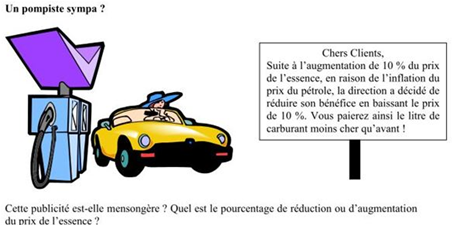 Un pompiste sympa ?
Chers Clients,
Suite à l'augmentation de 10 % du prix
de l'essence, en raison de l'inflation du
prix du pétrole, la direction a décidé de
réduire son bénéfice en baissant le prix
de 10 %. Vous paierez ainsi le litre de
carburant moins cher qu'avant !
Cette publicité est-elle mensongère ? Quel est le pourcentage de réduction ou d'augmentation
du prix de l'essence ?